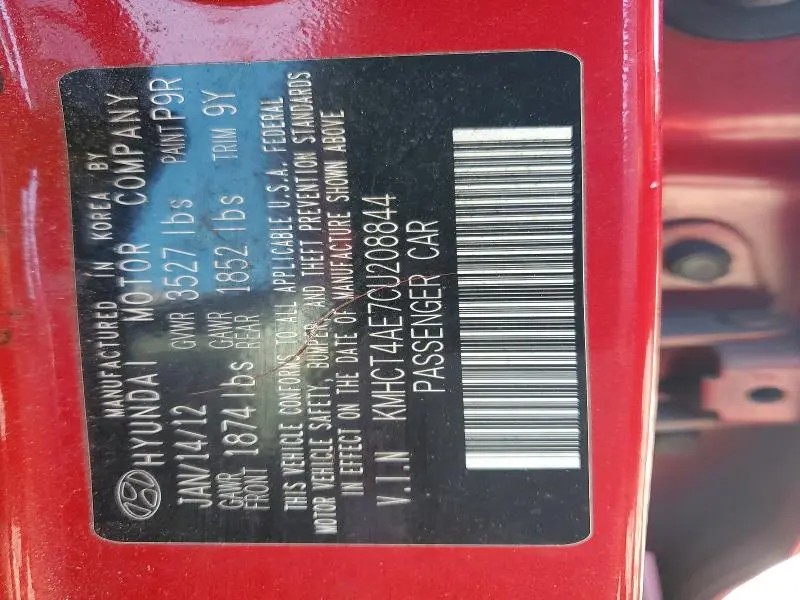 MANUFACTURED IN KOREA BY
HYUNDAI MOTOR COMPANY
JAN/14/12 GVWR 3527 lbs PAINT P9R
GAWR FRONT 1874 lbs GAWR REAR 1852 lbs TRIM 9Y
THIS VEHICLE CONFORMS TO ALL APPLICABLE U.S.A. FEDERAL
MOTOR VEHICLE SAFETY, BUMPER, AND THEFT PREVENTION STANDARDS
IN EFFECT ON THE DATE OF MANUFACTURE SHOWN ABOVE
V.I.N KMHCT4AE7CU208844
PASSENGER CAR